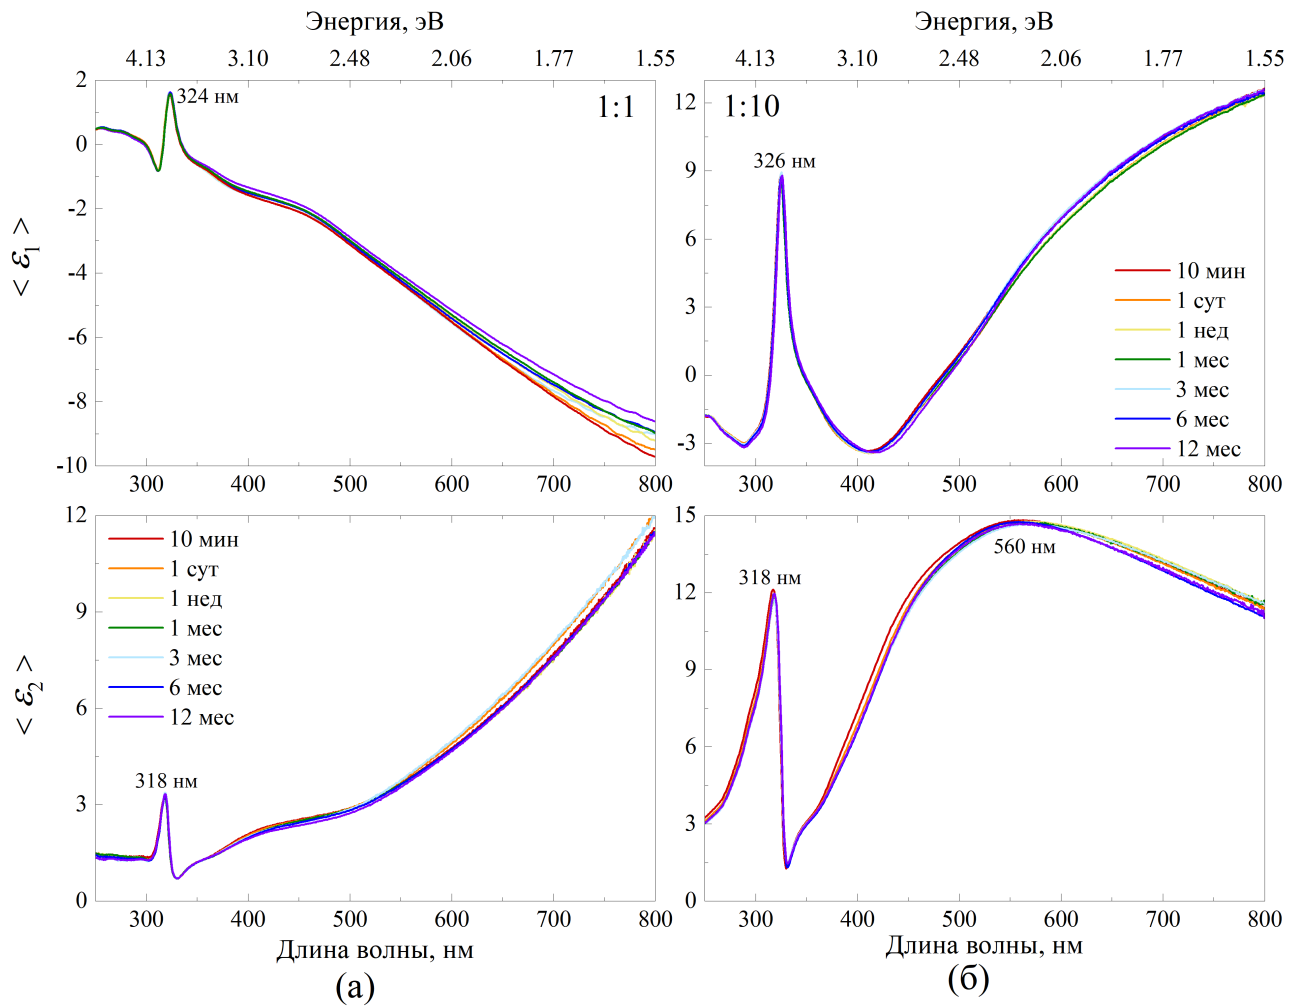 Энергия, эВ
4.13 3.10 2.48 2.06 1.77 1.55
2
0
-2
-4
-6
-8
-10
324 нм
1:1
< ε1 >
300 400 500 600 700 800
Энергия, эВ
4.13 3.10 2.48 2.06 1.77 1.55
12
9
6
3
0
-3
1:10
326 нм
10 мин
1 сут
1 нед
1 мес
3 мес
6 мес
12 мес
300 400 500 600 700 800
12
9
6
3
0
10 мин
1 сут
1 нед
1 мес
3 мес
6 мес
12 мес
318 нм
< ε2 >
300 400 500 600 700 800
Длина волны, нм
(а)
15
12
9
6
3
0
318 нм
560 нм
300 400 500 600 700 800
Длина волны, нм
(б)